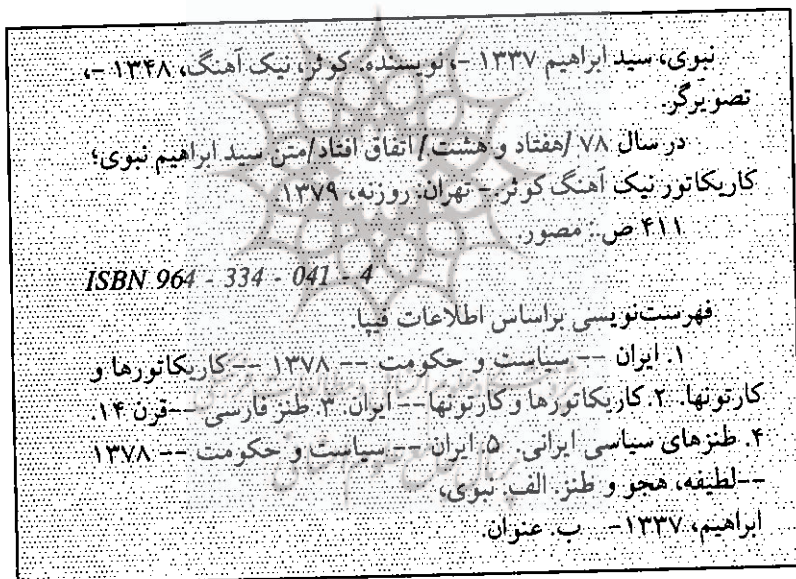 نبوی، سید ابراهیم ۱۳۳۷ -، نویسنده. کوثر، نیک آهنگ، ۱۳۴۸ -،
تصویرگر.
در سال ۷۸ /هفتاد و هشت/ اتفاق افتاد/متن سید ابراهیم نبوی؛
کاریکاتور نیک آهنگ کوثر. - تهران: روزنه، ۱۳۷۹.
۴۱۱ ص.: مصور.
ISBN 964 - 334 - 041 - 4
فهرست‌نویسی براساس اطلاعات فیپا.
۱. ایران -- سیاست و حکومت -- ۱۳۷۸ --کاریکاتورها و
کارتونها. ۲. کاریکاتورها و کارتونها-- ایران. ۳. طنز فارسی --قرن ۱۴.
۴. طنزهای سیاسی ایرانی. ۵. ایران -- سیاست و حکومت -- ۱۳۷۸
--لطیفه، هجو و طنز. الف. نبوی،
ابراهیم، ۱۳۳۷- ب. عنوان.